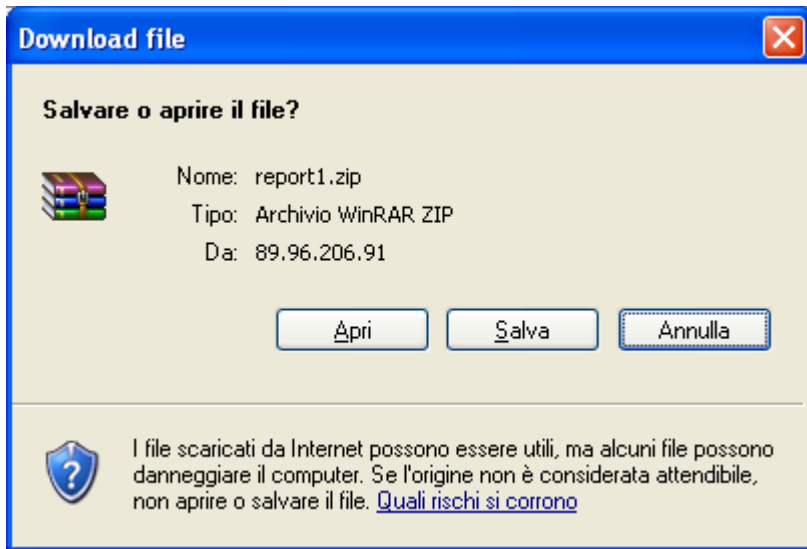 Download file
Salvare o aprire il file?
Nome: report1.zip
Tipo: Archivio WinRAR ZIP
Da: 89.96.206.91
Apri Salva Annulla
I file scaricati da Internet possono essere utili, ma alcuni file possono
danneggiare il computer. Se l'origine non è considerata attendibile,
non aprire o salvare il file. Quali rischi si corrono